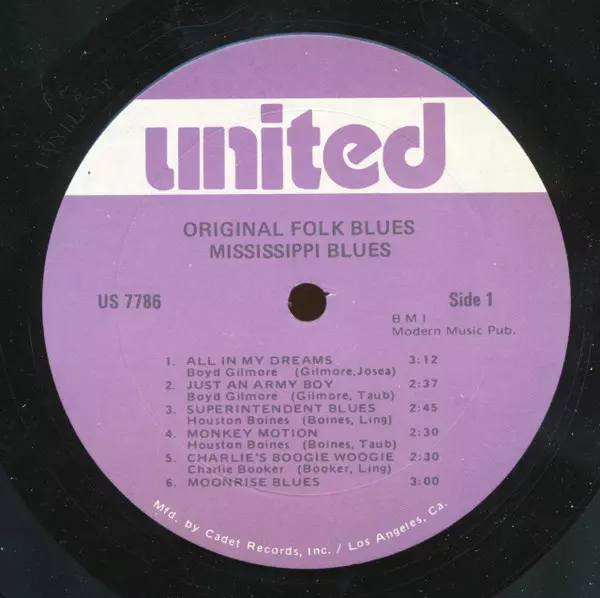 united
ORIGINAL FOLK BLUES
MISSISSIPPI BLUES
US 7786
Side 1
B M I
Modern Music Pub.
1. ALL IN MY DREAMS 3:12
Boyd Gilmore (Gilmore,Josea)
2. JUST AN ARMY BOY 2:37
Boyd Gilmore (Gilmore, Taub)
3. SUPERINTENDENT BLUES 2:45
Houston Boines (Boines, Ling)
4. MONKEY MOTION 2:30
Houston Boines (Boines, Taub)
5. CHARLIE'S BOOGIE WOOGIE 2:30
Charlie Booker (Booker, Ling)
6. MOONRISE BLUES 3:00
Mfd. by Cadet Records, Inc. / Los Angeles, Ca.